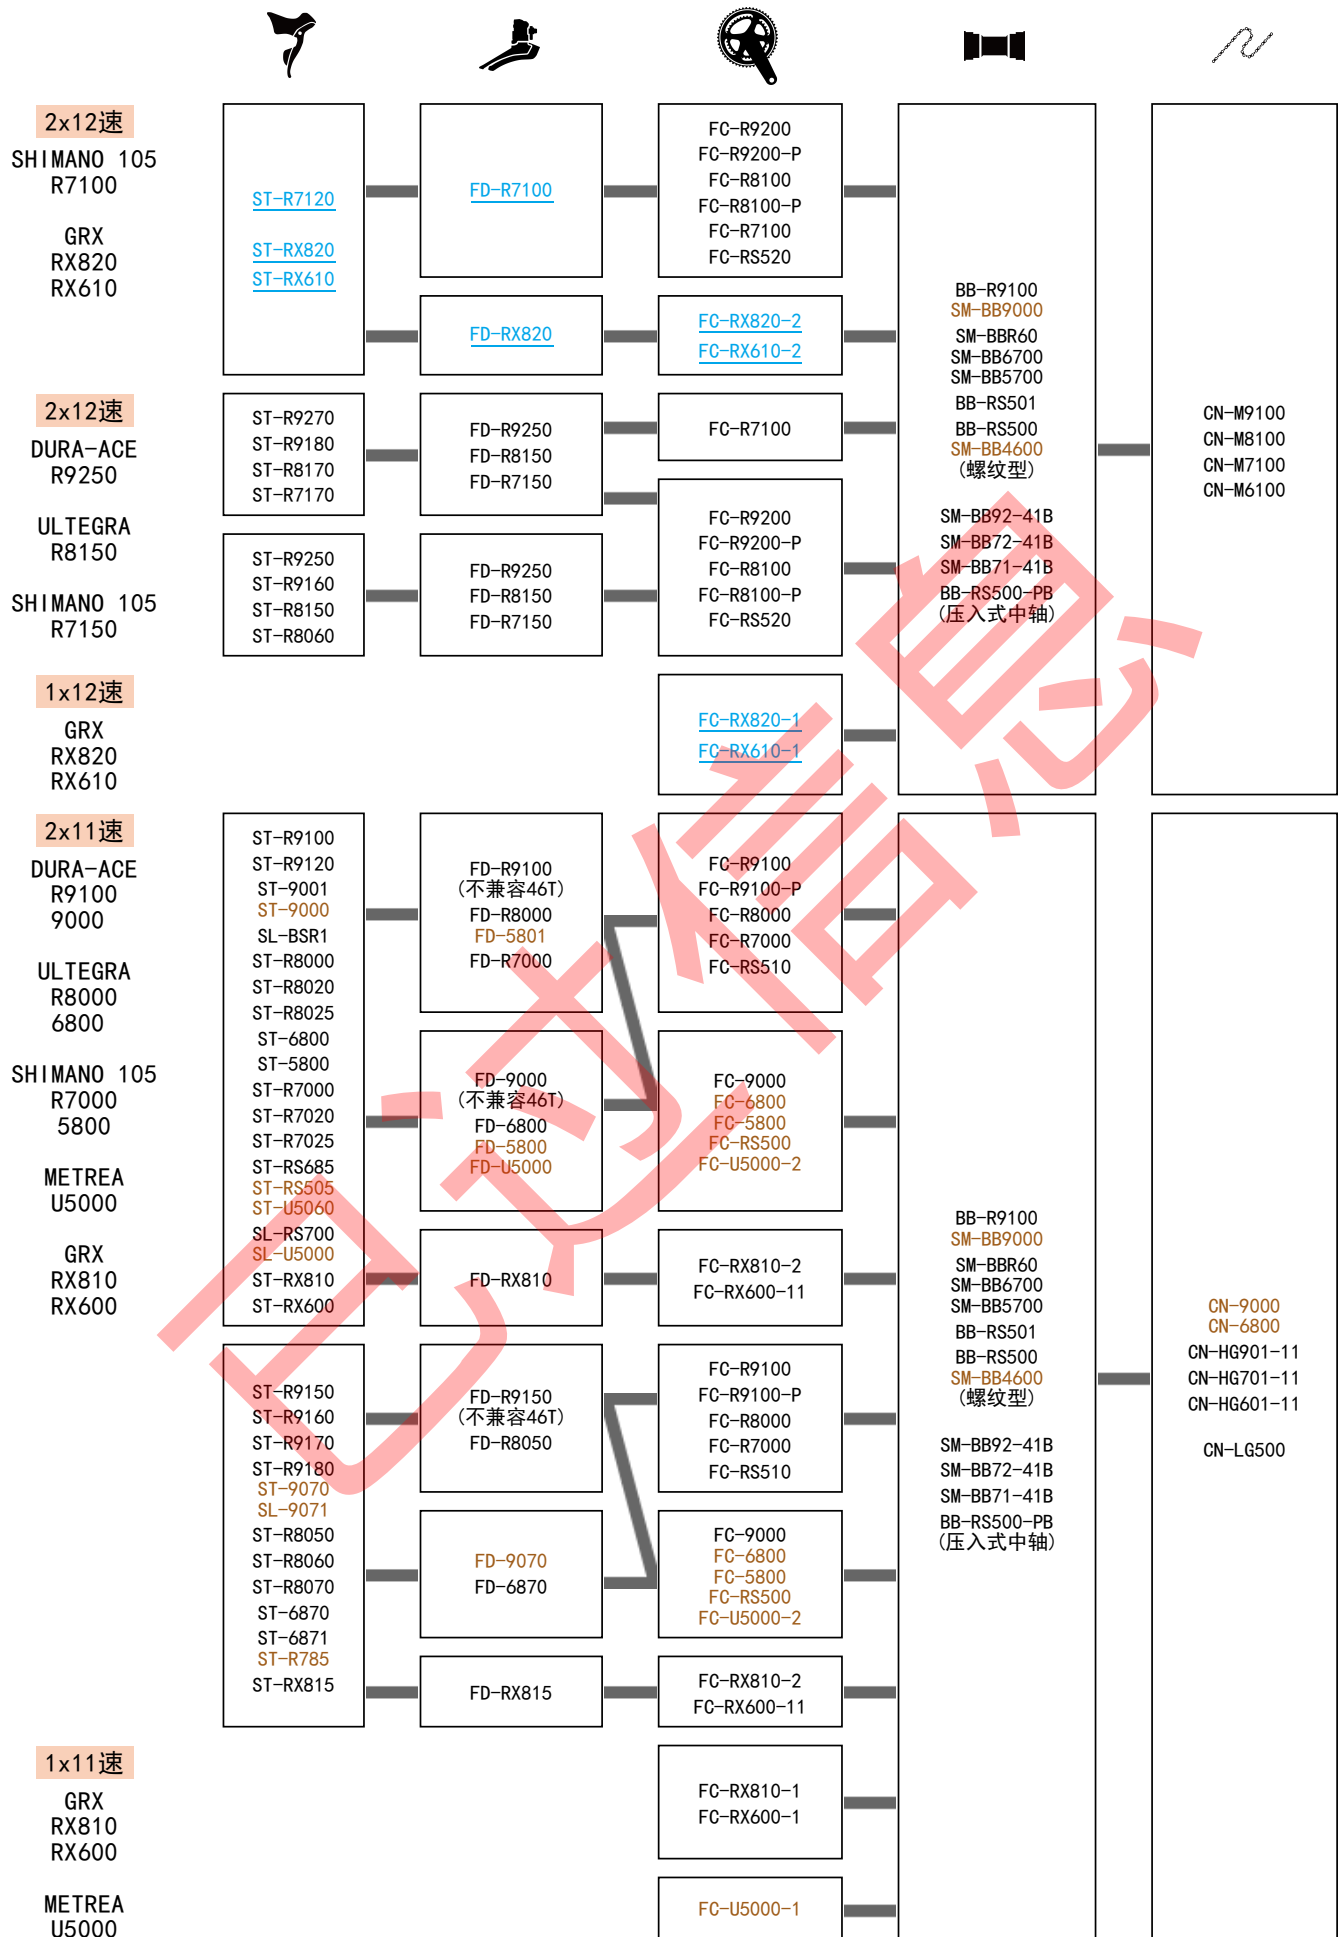 2x12速
SHIMANO 105
R7100
GRX
RX820
RX610
ST-R7120
ST-RX820
ST-RX610
FD-R7100
FC-R9200
FC-R9200-P
FC-R8100
FC-R8100-P
FC-R7100
FC-RS520
FD-RX820
FC-RX820-2
FC-RX610-2
BB-R9100
SM-BB9000
SM-BBR60
SM-BB6700
SM-BB5700
BB-RS501
BB-RS500
SM-BB4600
(螺纹型)
SM-BB92-41B
SM-BB72-41B
SM-BB71-41B
BB-RS500-PB
(压入式中轴)
CN-M9100
CN-M8100
CN-M7100
CN-M6100
2x12速
DURA-ACE
R9250
ULTEGRA
R8150
SHIMANO 105
R7150
ST-R9270
ST-R9180
ST-R8170
ST-R7170
FD-R9250
FD-R8150
FD-R7150
FC-R7100
ST-R9250
ST-R9160
ST-R8150
ST-R8060
FD-R9250
FD-R8150
FD-R7150
FC-R9200
FC-R9200-P
FC-R8100
FC-R8100-P
FC-RS520
1x12速
GRX
RX820
RX610
FC-RX820-1
FC-RX610-1
2x11速
DURA-ACE
R9100
9000
ULTEGRA
R8000
6800
SHIMANO 105
R7000
5800
METREA
U5000
GRX
RX810
RX600
ST-R9100
ST-R9120
ST-9001
ST-9000
SL-BSR1
ST-R8000
ST-R8020
ST-R8025
ST-6800
ST-5800
ST-R7000
ST-R7020
ST-R7025
ST-RS685
ST-RS505
ST-U5060
SL-RS700
SL-U5000
ST-RX810
ST-RX600
FD-R9100
(不兼容46T)
FD-R8000
FD-5801
FD-R7000
FC-R9100
FC-R9100-P
FC-R8000
FC-R7000
FC-RS510
FD-9000
(不兼容46T)
FD-6800
FD-5800
FD-U5000
FC-9000
FC-6800
FC-5800
FC-RS500
FC-U5000-2
FD-RX810
FC-RX810-2
FC-RX600-11
ST-R9150
ST-R9160
ST-R9170
ST-R9180
ST-9070
SL-9071
ST-R8050
ST-R8060
ST-R8070
ST-6870
ST-6871
ST-R785
ST-RX815
FD-R9150
(不兼容46T)
FD-R8050
FC-R9100
FC-R9100-P
FC-R8000
FC-R7000
FC-RS510
FD-9070
FD-6870
FC-9000
FC-6800
FC-5800
FC-RS500
FC-U5000-2
FD-RX815
FC-RX810-2
FC-RX600-11
BB-R9100
SM-BB9000
SM-BBR60
SM-BB6700
SM-BB5700
BB-RS501
BB-RS500
SM-BB4600
(螺纹型)
SM-BB92-41B
SM-BB72-41B
SM-BB71-41B
BB-RS500-PB
(压入式中轴)
CN-9000
CN-6800
CN-HG901-11
CN-HG701-11
CN-HG601-11
CN-LG500
1x11速
GRX
RX810
RX600
METREA
U5000
FC-RX810-1
FC-RX600-1
FC-U5000-1
已过信息